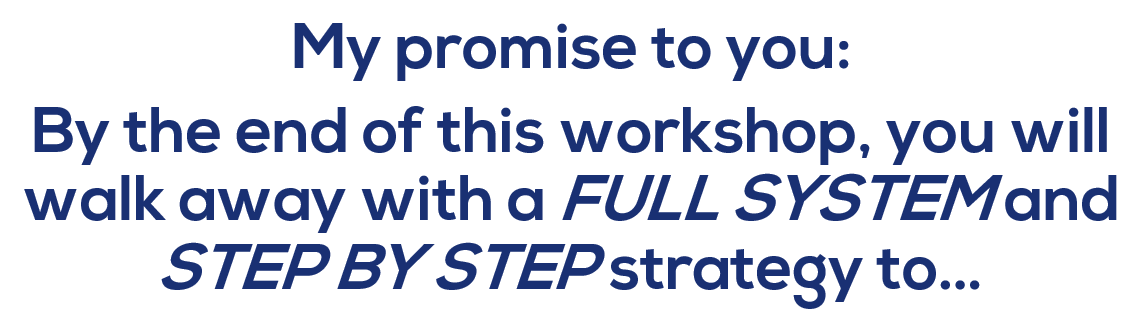 My promise to you:
By the end of this workshop, you will
walk away with a FULL SYSTEM and
STEP BY STEP strategy to...